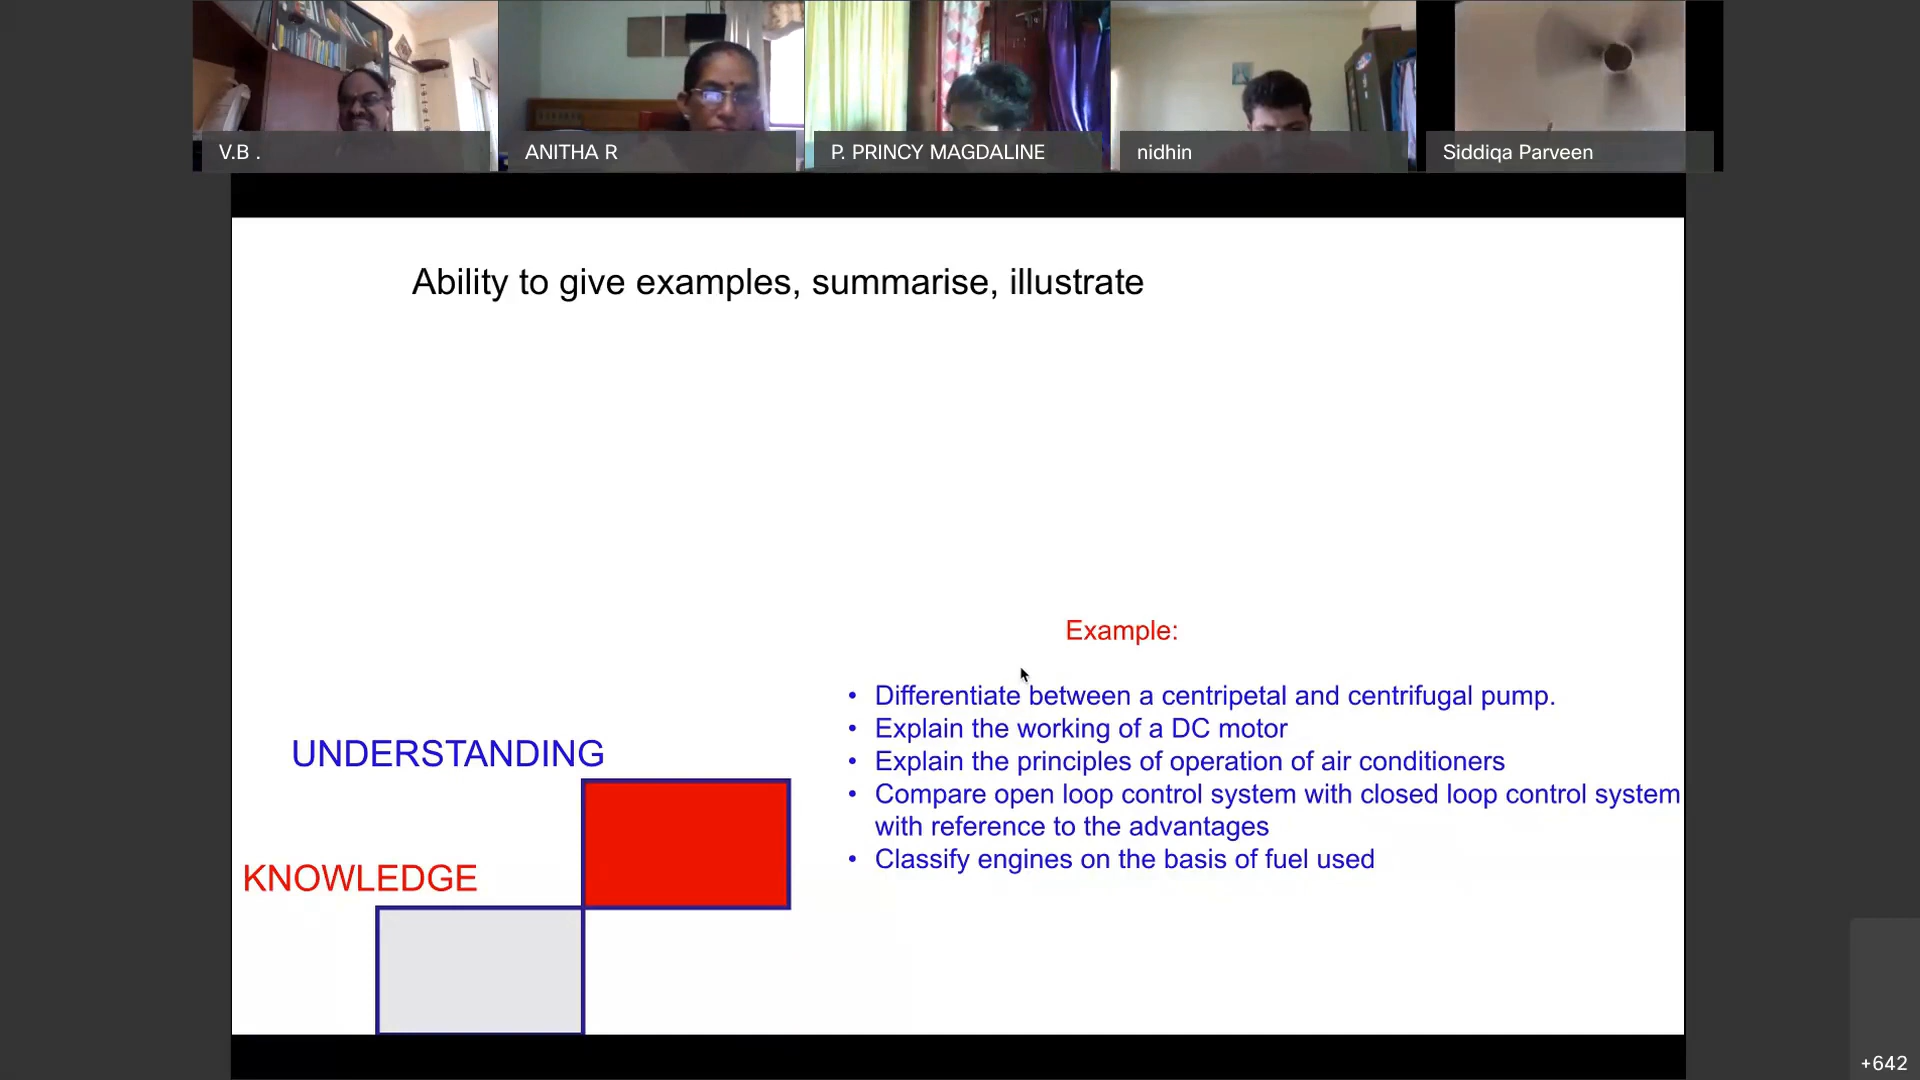 V.B .
ANITHA R
P. PRINCY MAGDALINE
nidhin
Siddiqa Parveen
Ability to give examples, summarise, illustrate
Example:
• Differentiate between a centripetal and centrifugal pump.
• Explain the working of a DC motor
• Explain the principles of operation of air conditioners
• Compare open loop control system with closed loop control system
with reference to the advantages
• Classify engines on the basis of fuel used
UNDERSTANDING
KNOWLEDGE
+642